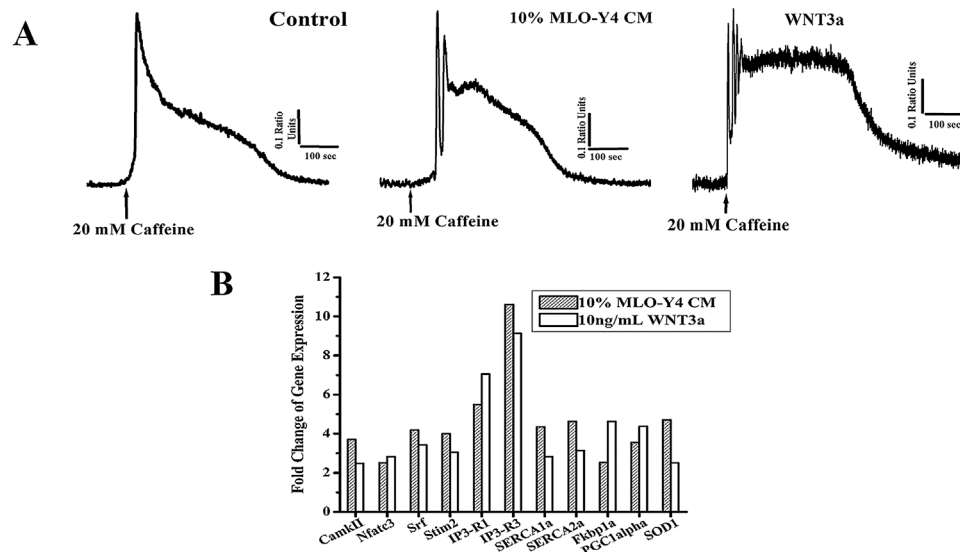 A
Control
10% MLO-Y4 CM
WNT3a
0.1 Ratio Units
100 sec
0.1 Ratio Units
100 sec
0.1 Ratio Units
100 sec
20 mM Caffeine
20 mM Caffeine
20 mM Caffeine
B
Fold Change of Gene Expression
12
10
8
6
4
2
0
10% MLO-Y4 CM
10ng/mL WNT3a
CamkII
Nfatc3
Srf
Stim2
IP3-R1
IP3-R3
SERCA1a
SERCA2a
Fkbp1a
PGC1alpha
SOD1